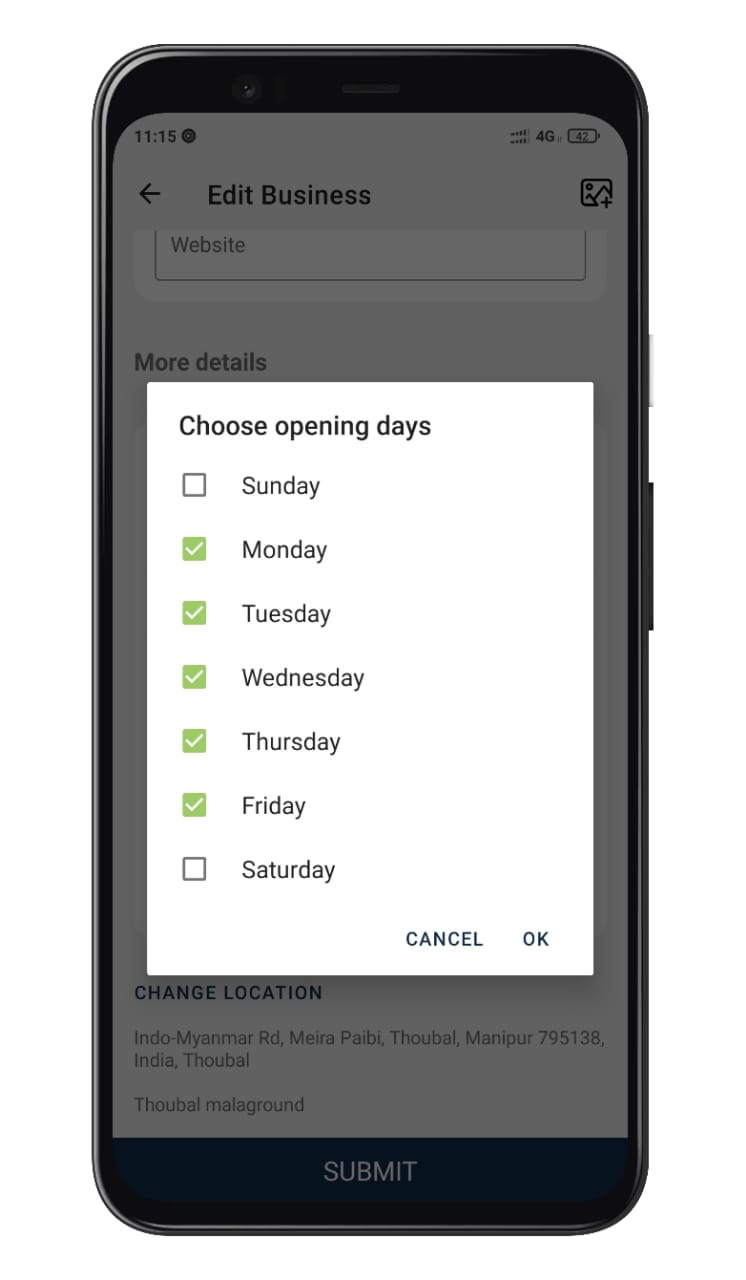 11:15 4G 42
Edit Business
Website
More details
Choose opening days
Sunday
Monday
Tuesday
Wednesday
Thursday
Friday
Saturday
CANCEL OK
CHANGE LOCATION
Indo-Myanmar Rd, Meira Paibi, Thoubal, Manipur 795138,
India, Thoubal
Thoubal malaground
SUBMIT